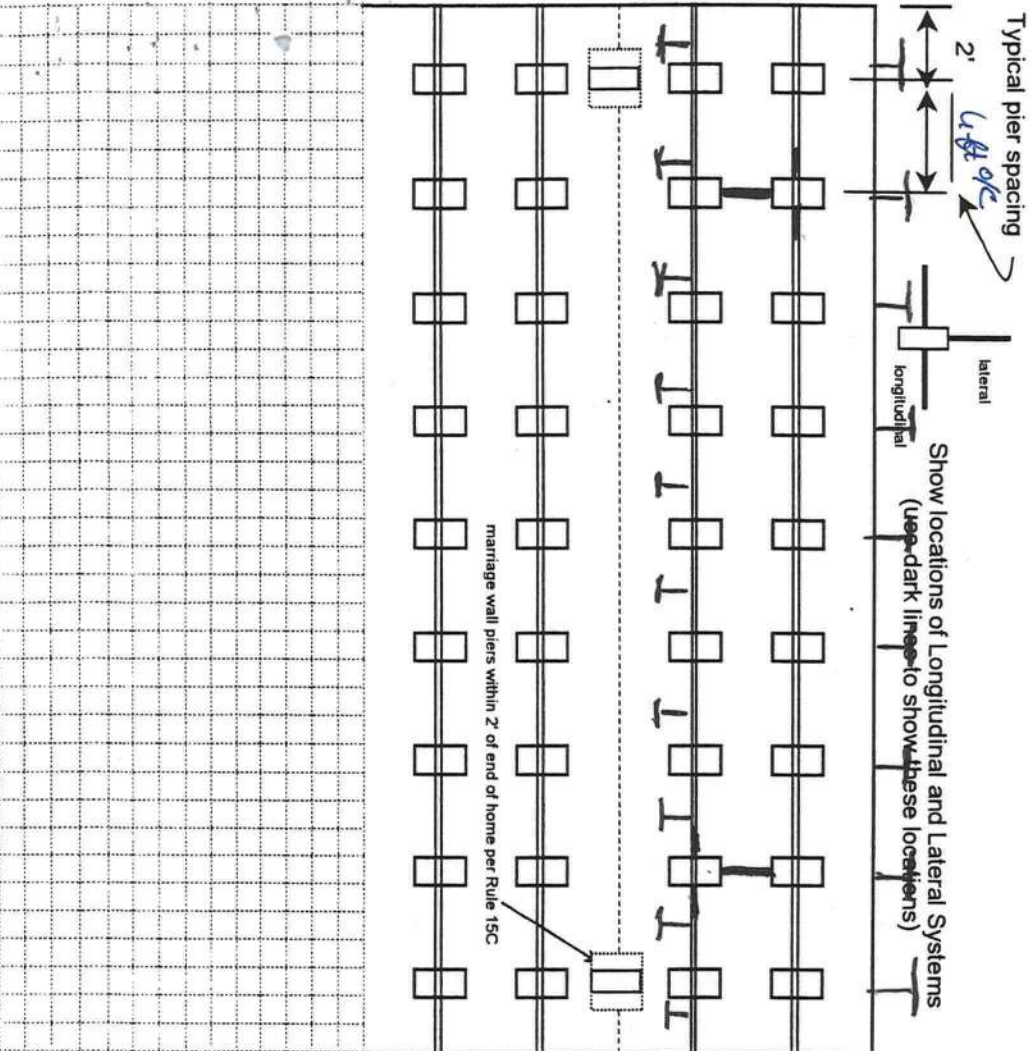 Typical pier spacing
2'
4 ft o/c
lateral
longitudinal
Show locations of Longitudinal and Lateral Systems
(use dark lines to show these locations)
marriage wall piers within 2' of end of home per Rule 15C